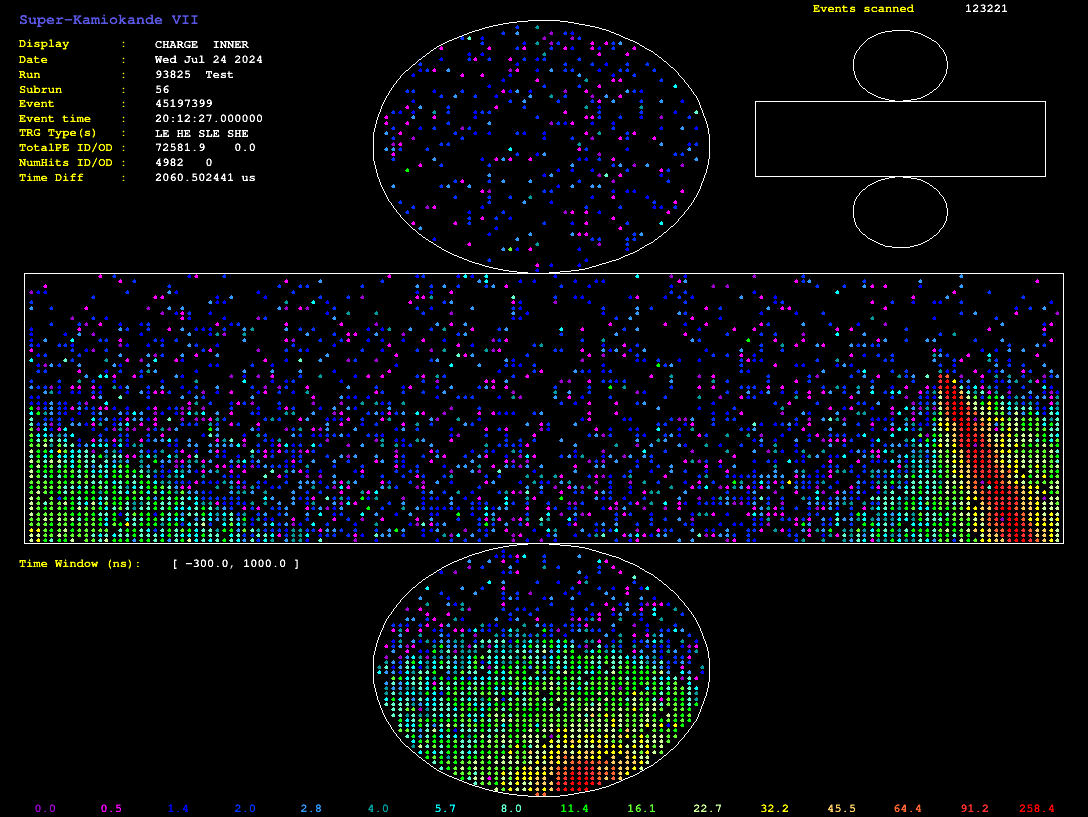 Super-Kamiokande VII
Events scanned 123221
Display : CHARGE INNER
Date : Wed Jul 24 2024
Run : 93825 Test
Subrun : 56
Event : 45197399
Event time : 20:12:27.000000
TRG Type(s) : LE HE SLE SHE
TotalPE ID/OD : 72581.9 0.0
NumHits ID/OD : 4982 0
Time Diff : 2060.502441 us
Time Window (ns): [ -300.0, 1000.0 ]
0.0 0.5 1.4 2.0 2.8 4.0 5.7 8.0 11.4 16.1 22.7 32.2 45.5 64.4 91.2 258.4